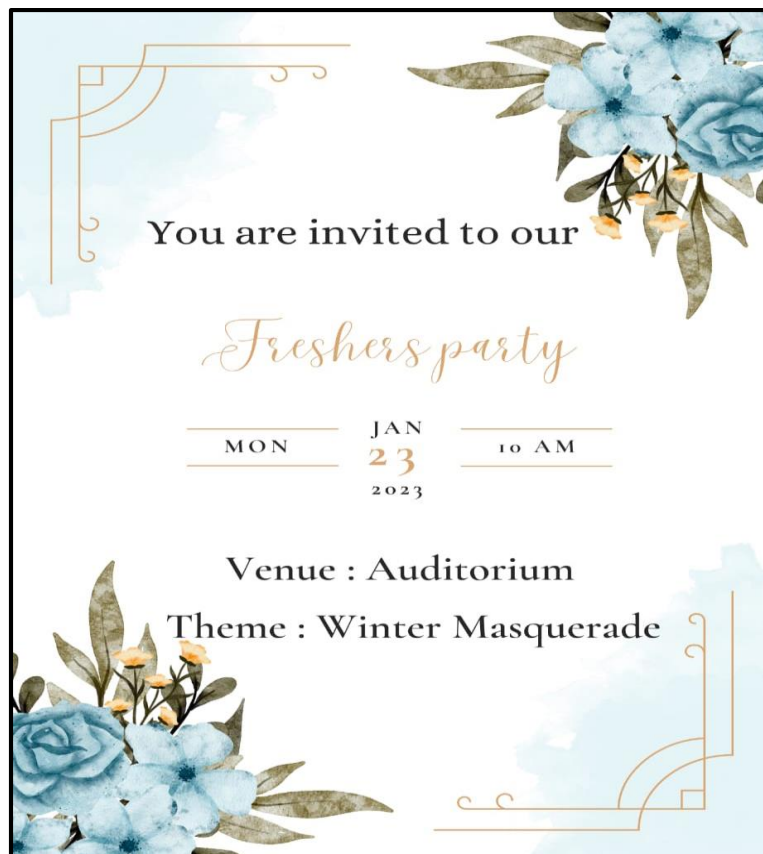 You are invited to our
Freshers party
JAN
MON 23 10 AM
2023
Venue : Auditorium
Theme : Winter Masquerade